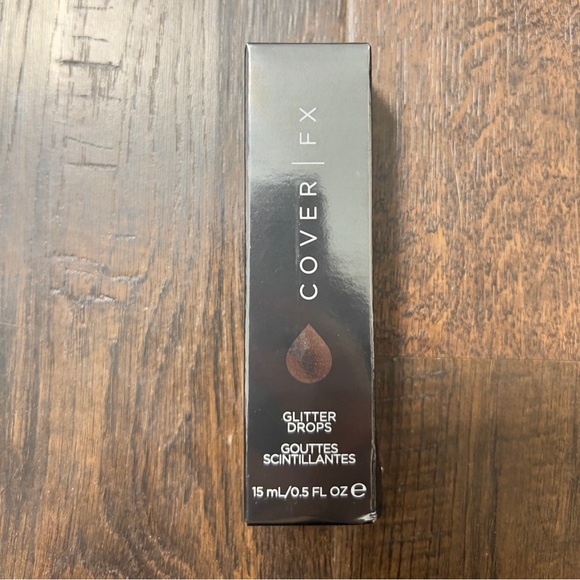 COVER | FX
GLITTER
DROPS
GOUTTES
SCINTILLANTES
15 mL/0.5 FL OZ ℮